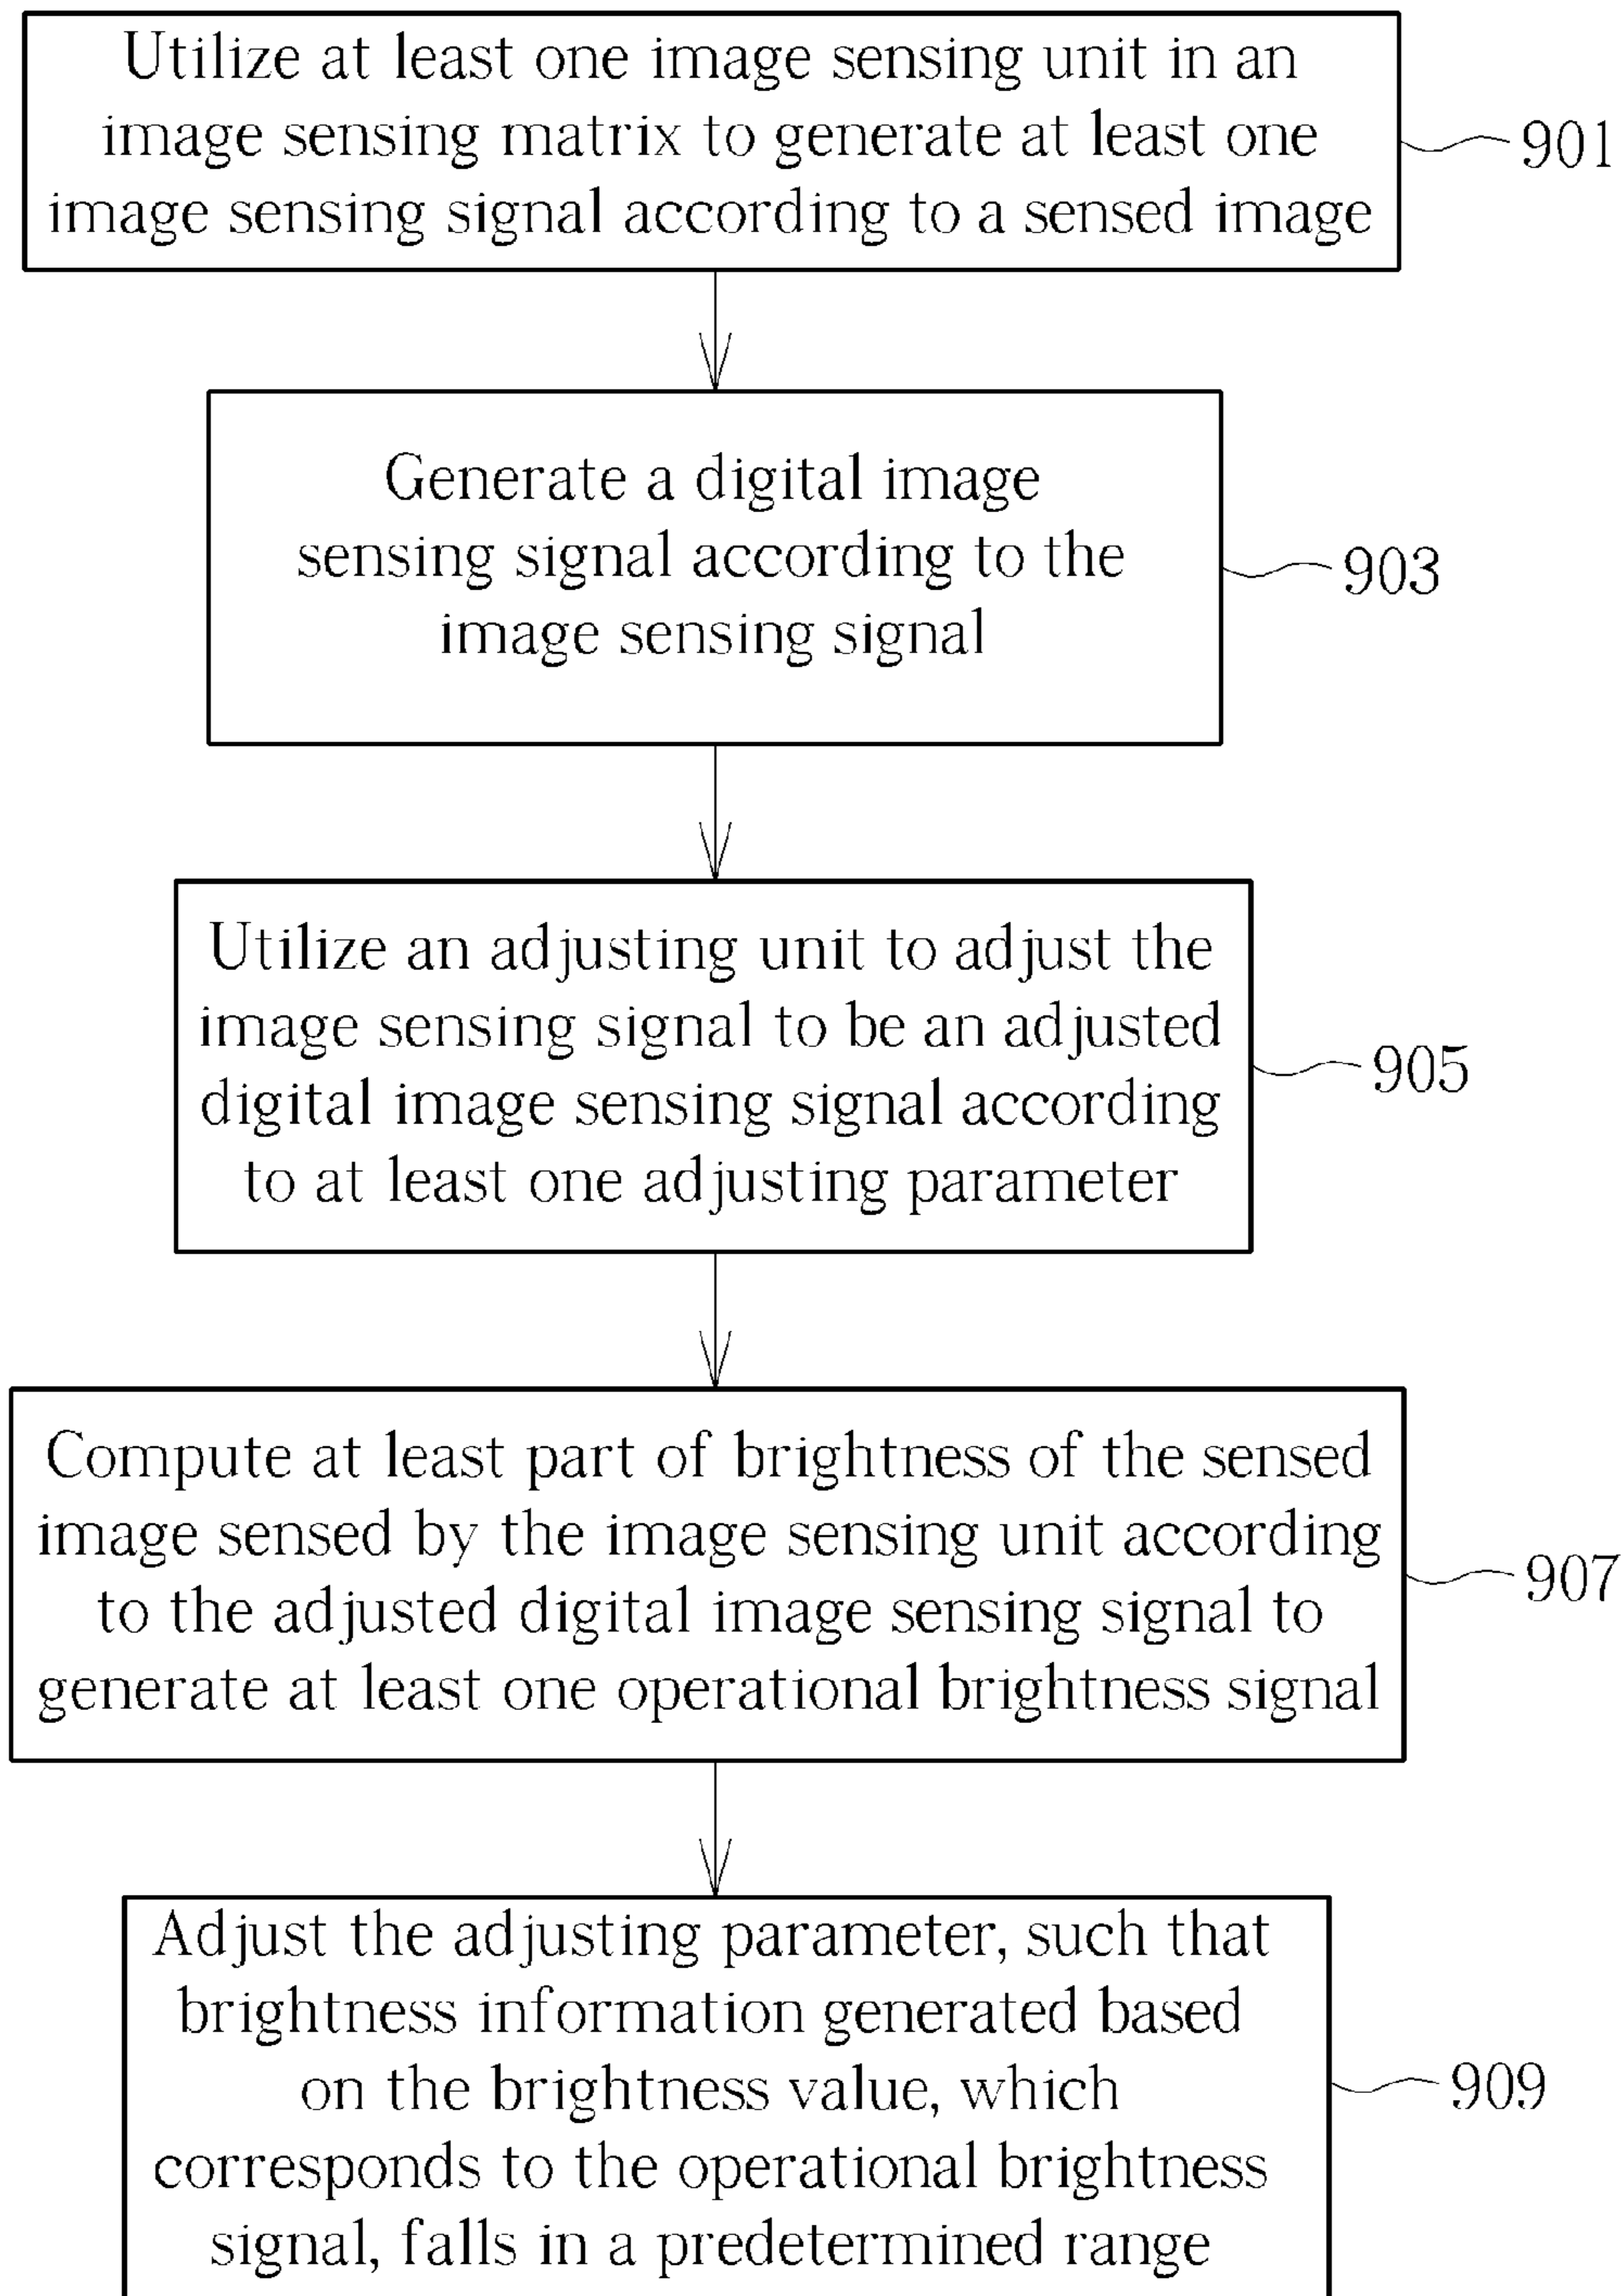 Utilize at least one image sensing unit in an
image sensing matrix to generate at least one
image sensing signal according to a sensed image
901
Generate a digital image
sensing signal according to the
image sensing signal
903
Utilize an adjusting unit to adjust the
image sensing signal to be an adjusted
digital image sensing signal according
to at least one adjusting parameter
905
Compute at least part of brightness of the sensed
image sensed by the image sensing unit according
to the adjusted digital image sensing signal to
generate at least one operational brightness signal
907
Adjust the adjusting parameter, such that
brightness information generated based
on the brightness value, which
corresponds to the operational brightness
signal, falls in a predetermined range
909